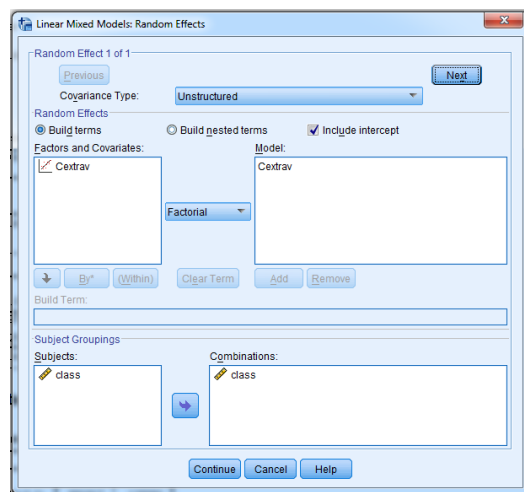 Linear Mixed Models: Random Effects
Random Effect 1 of 1
Previous
Next
Covariance Type: Unstructured
Random Effects
Build terms Build nested terms Include intercept
Factors and Covariates: Model:
Cextrav Cextrav
Factorial
By* (Within) Clear Term Add Remove
Build Term:
Subject Groupings
Subjects: Combinations:
class class
Continue Cancel Help